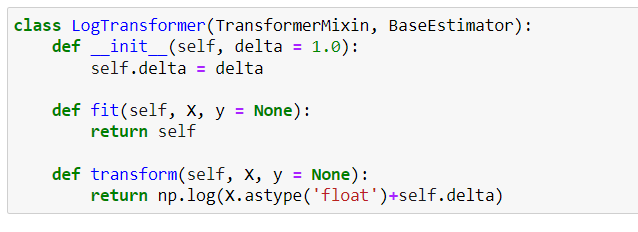 class LogTransformer(TransformerMixin, BaseEstimator):
    def __init__(self, delta = 1.0):
        self.delta = delta

    def fit(self, X, y = None):
        return self

    def transform(self, X, y = None):
        return np.log(X.astype('float')+self.delta)